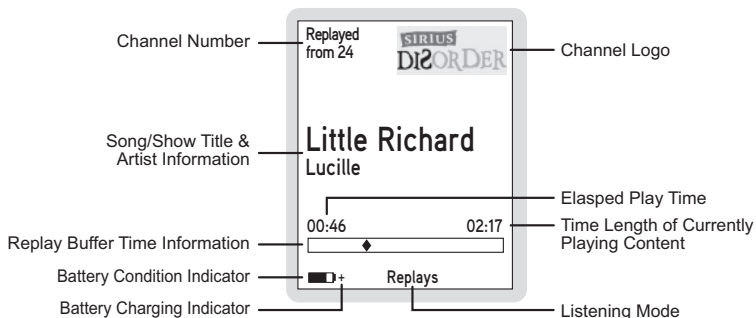 Channel Number
Replayed
from 24
SIRIUS
DISORDER
Channel Logo
Song/Show Title &
Artist Information
Little Richard
Lucille
Elasped Play Time
00:46
02:17
Time Length of Currently
Playing Content
Replay Buffer Time Information
Battery Condition Indicator
+
Replays
Battery Charging Indicator
Listening Mode